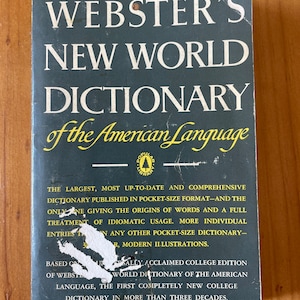 WEBSTER'S
NEW WORLD
DICTIONARY
of the American Language
THE LARGEST, MOST UP-TO-DATE AND COMPREHENSIVE
DICTIONARY PUBLISHED IN POCKET-SIZE FORMAT—AND THE
ONE GIVING THE ORIGINS OF WORDS AND A FULL
TREATMENT OF IDIOMATIC USAGE. MORE INDIVIDUAL
ENTRIES ANY OTHER POCKET-SIZE DICTIONARY—
MODERN ILLUSTRATIONS.
BASED ON ACCLAIMED COLLEGE EDITION
OF WORLD DICTIONARY OF THE AMERICAN
LANGUAGE, THE FIRST COMPLETELY NEW COLLEGE
DICTIONARY IN MORE THAN THREE DECADES.